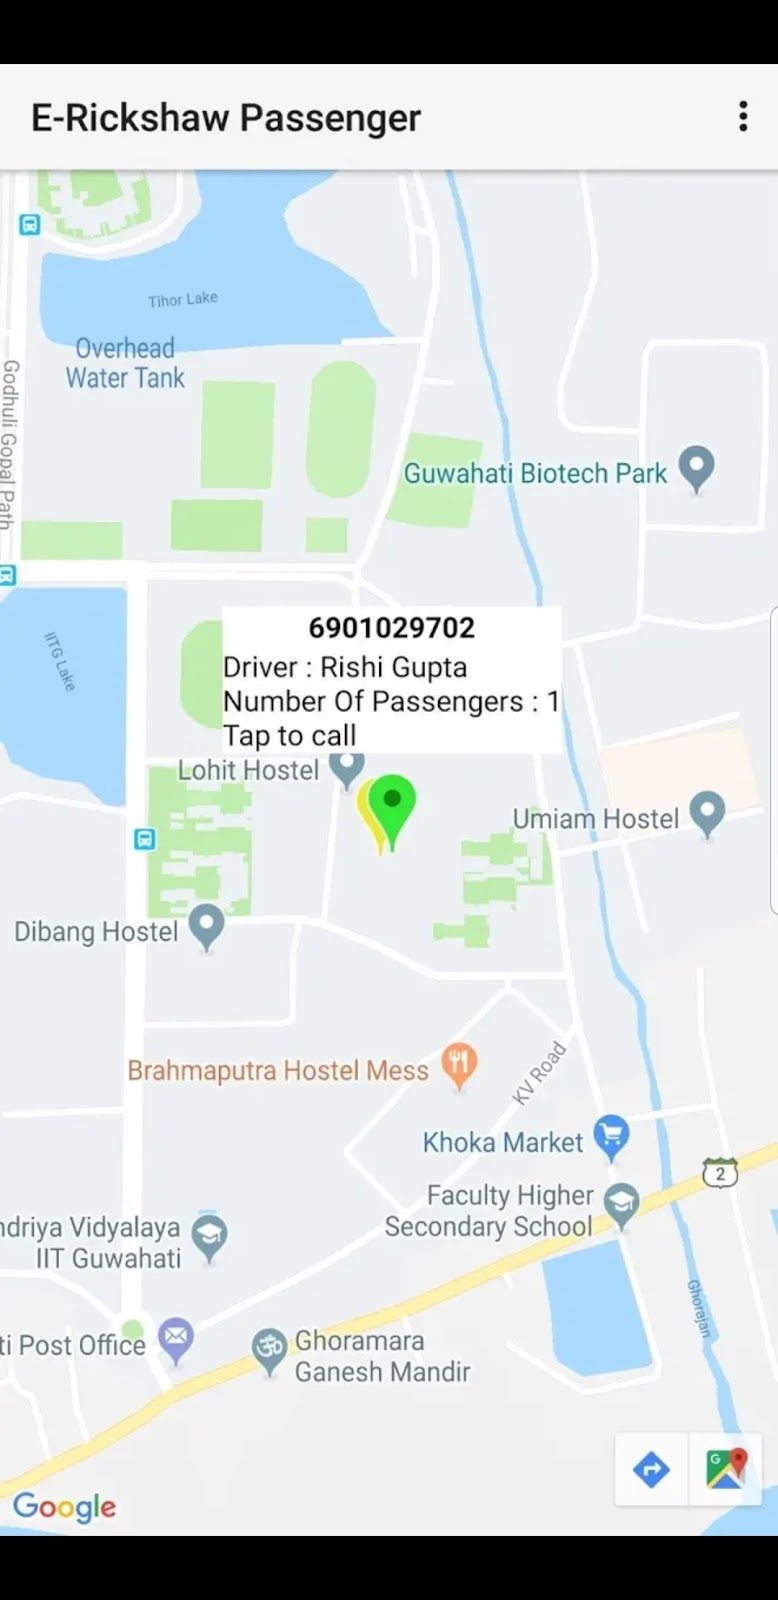 E-Rickshaw Passenger
Tihor Lake
Overhead
Water Tank
Godhuli Gopal Path
Guwahati Biotech Park
IITG Lake
6901029702
Driver : Rishi Gupta
Number Of Passengers : 1
Tap to call
Lohit Hostel
Umiam Hostel
Dibang Hostel
Brahmaputra Hostel Mess
KV Road
Khoka Market
2
Faculty Higher
Secondary School
ndriya Vidyalaya
IIT Guwahati
Ghorajan
ti Post Office
Ghoramara
Ganesh Mandir
G
Google